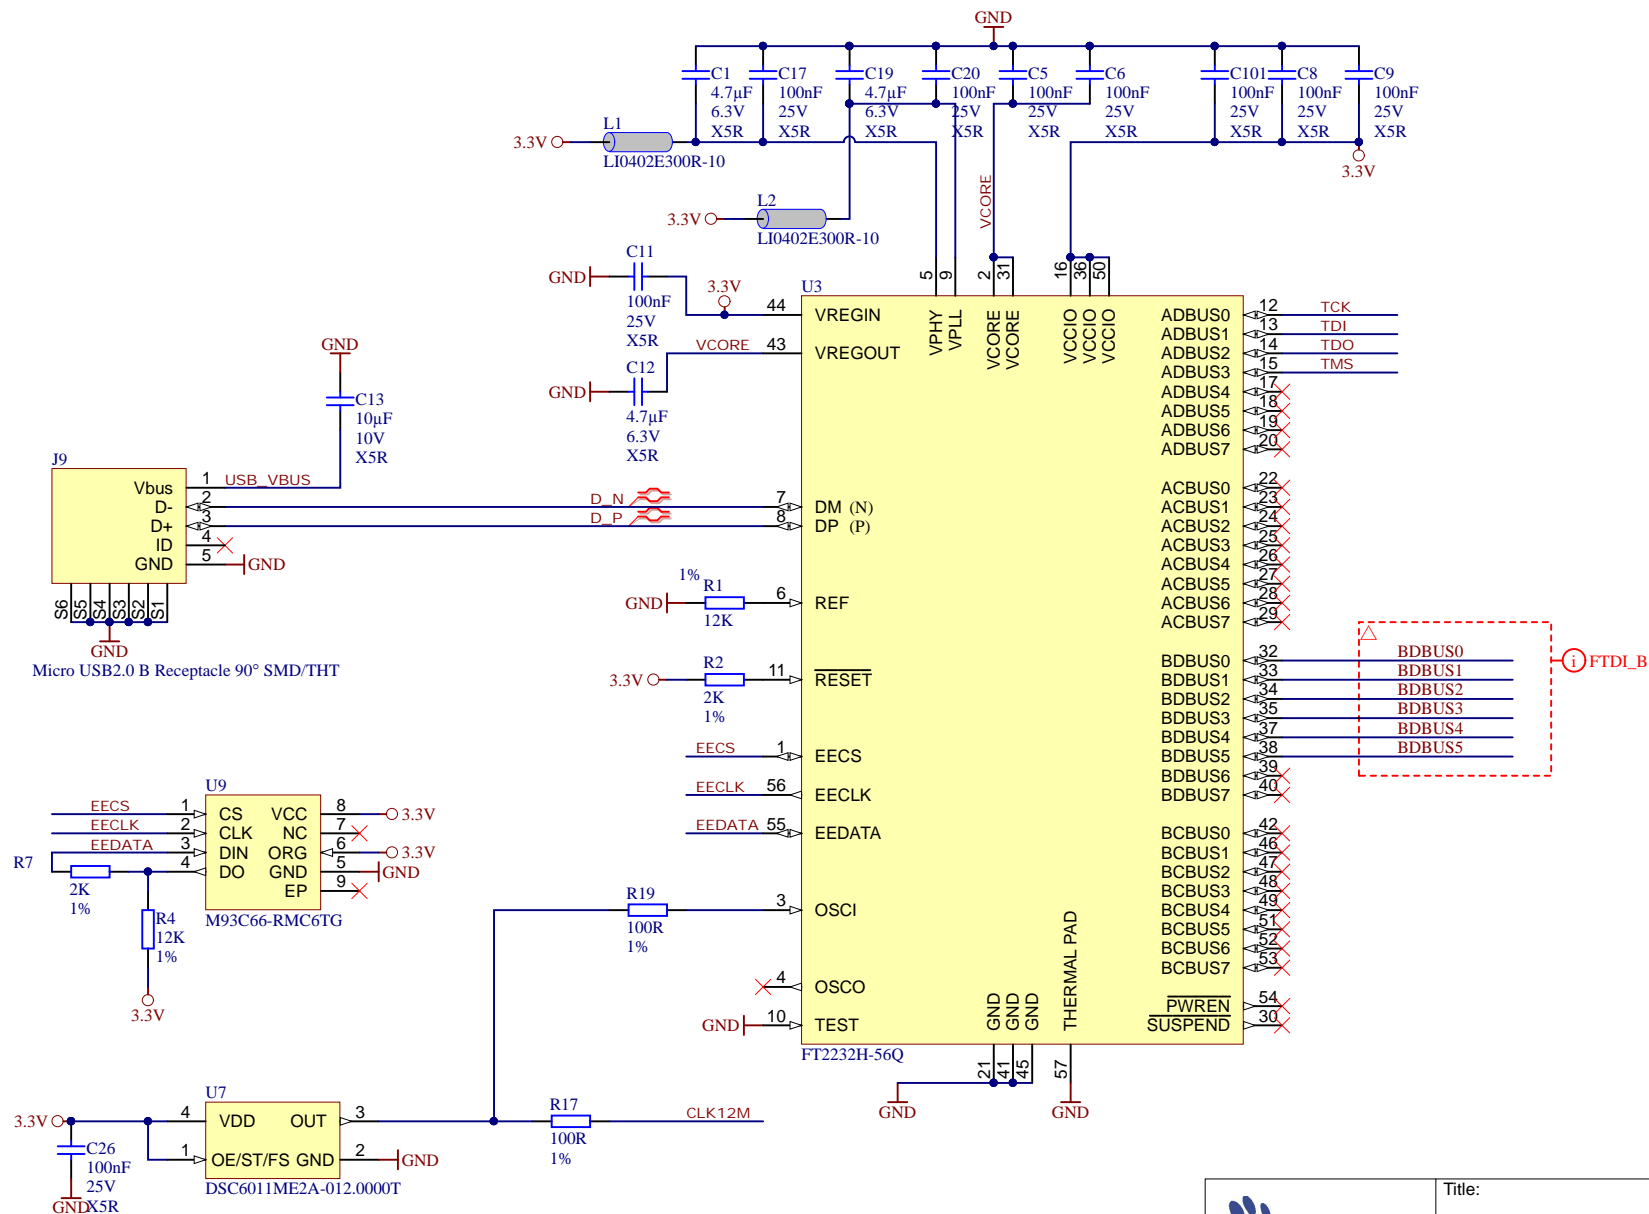 GND
C1
4.7µF
6.3V
X5R
C17
100nF
25V
X5R
C19
4.7µF
6.3V
X5R
C20
100nF
25V
X5R
C5
100nF
25V
X5R
C6
100nF
25V
X5R
C101
100nF
25V
X5R
C8
100nF
25V
X5R
C9
100nF
25V
X5R
3.3V
L1
LI0402E300R-10
3.3V
3.3V
L2
LI0402E300R-10
VCORE
GND
C11
100nF
25V
X5R
3.3V
VCORE
GND
C12
4.7µF
6.3V
X5R
U3
5 9 2 31 16 36 50
VPHY
VPLL
VCORE
VCORE
VCCIO
VCCIO
VCCIO
44 VREGIN
43 VREGOUT
7 DM (N)
8 DP (P)
6 REF
11 RESET
1 EECS
56 EECLK
55 EEDATA
3 OSCI
4 OSCO
10 TEST
ADBUS0 12 TCK
ADBUS1 13 TDI
ADBUS2 14 TDO
ADBUS3 15 TMS
ADBUS4 17
ADBUS5 18
ADBUS6 19
ADBUS7 20
ACBUS0 22
ACBUS1 23
ACBUS2 24
ACBUS3 25
ACBUS4 26
ACBUS5 27
ACBUS6 28
ACBUS7 29
BDBUS0 32 BDBUS0
BDBUS1 33 BDBUS1
BDBUS2 34 BDBUS2
BDBUS3 35 BDBUS3
BDBUS4 37 BDBUS4
BDBUS5 38 BDBUS5
BDBUS6 39
BDBUS7 40
i FTDI_B
BCBUS0 42
BCBUS1 46
BCBUS2 47
BCBUS3 48
BCBUS4 49
BCBUS5 51
BCBUS6 52
BCBUS7 53
PWREN 54
SUSPEND 30
GND
GND
GND
THERMAL PAD
21 41 45 57
FT2232H-56Q
GND
GND
GND
C13
10µF
10V
X5R
J9
Vbus 1 USB_VBUS
D- 2 D_N
D+ 3 D_P
ID 4
GND 5 GND
S6 S5 S4 S3 S2 S1
GND
Micro USB2.0 B Receptacle 90° SMD/THT
1% R1
GND
12K
R2
3.3V
2K
1%
EECS
EECLK
EEDATA
U9
EECS 1 CS VCC 8 3.3V
EECLK 2 CLK NC 7
EEDATA 3 DIN ORG 6 3.3V
4 DO GND 5 GND
EP 9
M93C66-RMC6TG
R7
2K
1%
R4
12K
1%
3.3V
R19
100R
1%
GND
U7
3.3V 4 VDD OUT 3
1 OE/ST/FS GND 2 GND
DSC6011ME2A-012.0000T
C26
100nF
25V
X5R
GND
R17
100R
1%
CLK12M
Title: